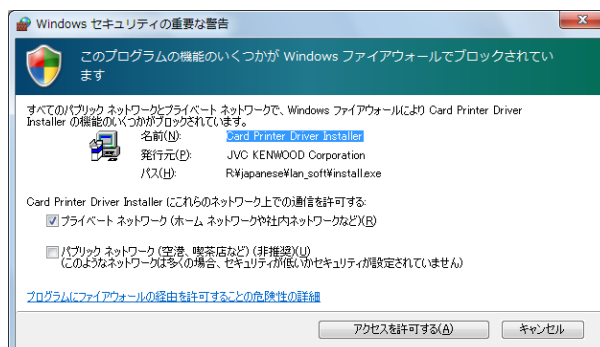 Windows セキュリティの重要な警告
このプログラムの機能のいくつかが Windows ファイアウォールでブロックされてい
ます
すべてのパブリック ネットワークとプライベート ネットワークで、Windows ファイアウォールにより Card Printer Driver
Installer の機能のいくつかがブロックされています。
名前(N): Card Printer Driver Installer
発行元(P): JVC KENWOOD Corporation
パス(H): R:¥japanese¥lan_soft¥install.exe
Card Printer Driver Installer にこれらのネットワーク上での通信を許可する:
プライベート ネットワーク (ホーム ネットワークや社内ネットワークなど)(R)
パブリック ネットワーク (空港、喫茶店など) (非推奨)(U)
(このようなネットワークは多くの場合、セキュリティが低いかセキュリティが設定されていません)
プログラムにファイアウォールの経由を許可することの危険性の詳細
アクセスを許可する(A) キャンセル